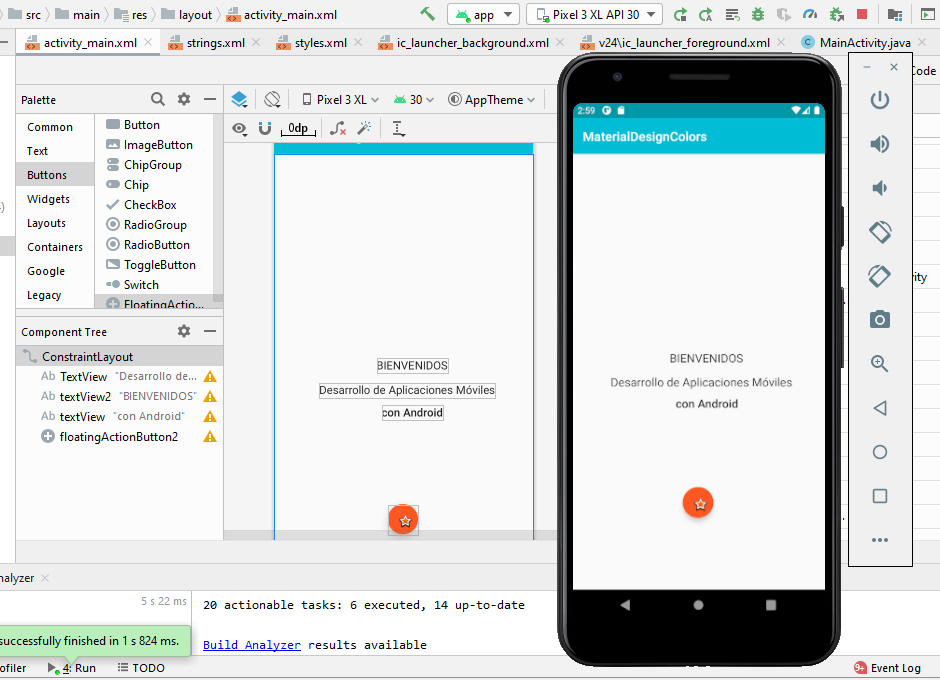 src main res layout activity_main.xml app Pixel 3 XL API 30
activity_main.xml strings.xml styles.xml ic_launcher_background.xml v24\ic_launcher_foreground.xml MainActivity.java
Code
Palette
Pixel 3 XL 30 AppTheme
0dp
Common
Text
Buttons
Widgets
Layouts
Containers
Google
Legacy
Button
ImageButton
ChipGroup
Chip
CheckBox
RadioGroup
RadioButton
ToggleButton
Switch
FloatingActio...
Component Tree
ConstraintLayout
Ab TextView "Desarrollo de...
Ab textView2 "BIENVENIDOS"
Ab textView "con Android"
floatingActionButton2
BIENVENIDOS
Desarrollo de Aplicaciones Móviles
con Android
2:59
MaterialDesignColors
BIENVENIDOS
Desarrollo de Aplicaciones Móviles
con Android
ity
nalyzer
5 s 22 ms
20 actionable tasks: 6 executed, 14 up-to-date
Build Analyzer results available
successfully finished in 1 s 824 ms.
ofiler 4: Run TODO 9+ Event Log